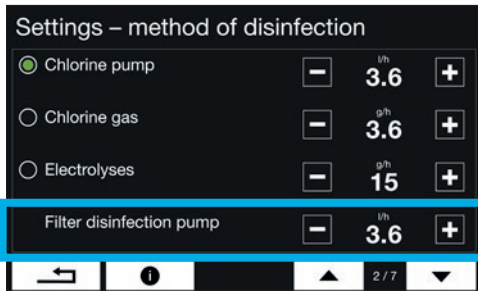 Settings – method of disinfection
Chlorine pump
l/h
3.6
Chlorine gas
g/h
3.6
Electrolyses
g/h
15
Filter disinfection pump
l/h
3.6
2/7